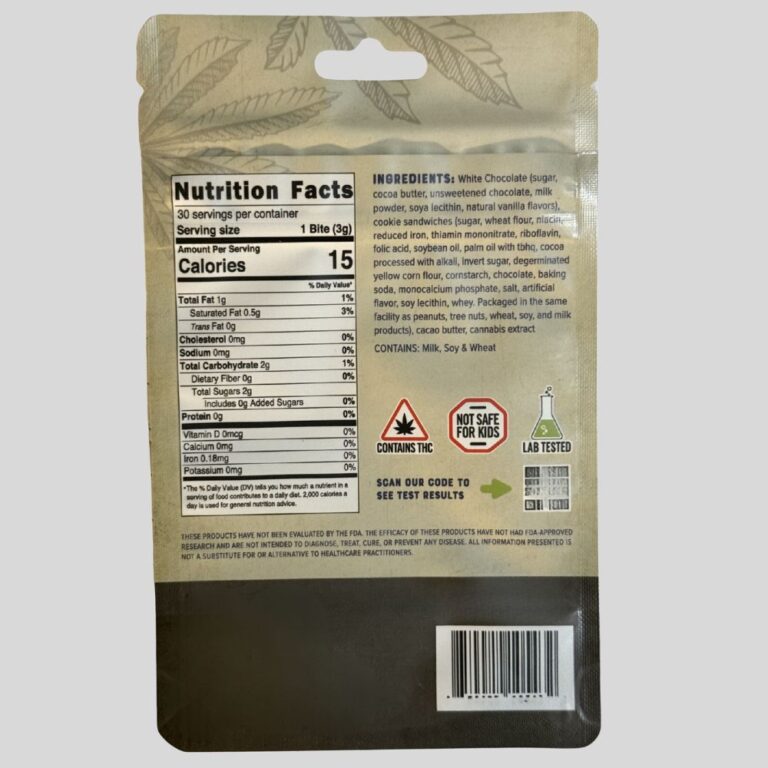 Nutrition Facts
30 servings per container
Serving size 1 Bite (3g)
Amount Per Serving
Calories 15
% Daily Value*
Total Fat 1g 1%
Saturated Fat 0.5g 3%
Trans Fat 0g
Cholesterol 0mg 0%
Sodium 0mg 0%
Total Carbohydrate 2g 1%
Dietary Fiber 0g 0%
Total Sugars 2g
Includes 0g Added Sugars 0%
Protein 0g 0%
Vitamin D 0mcg 0%
Calcium 0mg 0%
Iron 0.18mg 0%
Potassium 0mg 0%
*The % Daily Value (DV) tells you how much a nutrient in a
serving of food contributes to a daily diet. 2,000 calories a
day is used for general nutrition advice.
INGREDIENTS: White Chocolate (sugar,
cocoa butter, unsweetened chocolate, milk
powder, soya lecithin, natural vanilla flavors),
cookie sandwiches (sugar, wheat flour, niacin,
reduced iron, thiamin mononitrate, riboflavin,
folic acid, soybean oil, palm oil with tbhq, cocoa
processed with alkali, invert sugar, degerminated
yellow corn flour, cornstarch, chocolate, baking
soda, monocalcium phosphate, salt, artificial
flavor, soy lecithin, whey. Packaged in the same
facility as peanuts, tree nuts, wheat, soy, and milk
products), cacao butter, cannabis extract
CONTAINS: Milk, Soy & Wheat
CONTAINS THC
NOT SAFE
FOR KIDS
LAB TESTED
SCAN OUR CODE TO
SEE TEST RESULTS
THESE PRODUCTS HAVE NOT BEEN EVALUATED BY THE FDA. THE EFFICACY OF THESE PRODUCTS HAVE NOT HAD FDA-APPROVED
RESEARCH AND ARE NOT INTENDED TO DIAGNOSE, TREAT, CURE, OR PREVENT ANY DISEASE. ALL INFORMATION PRESENTED IS
NOT A SUBSTITUTE FOR OR ALTERNATIVE TO HEALTHCARE PRACTITIONERS.